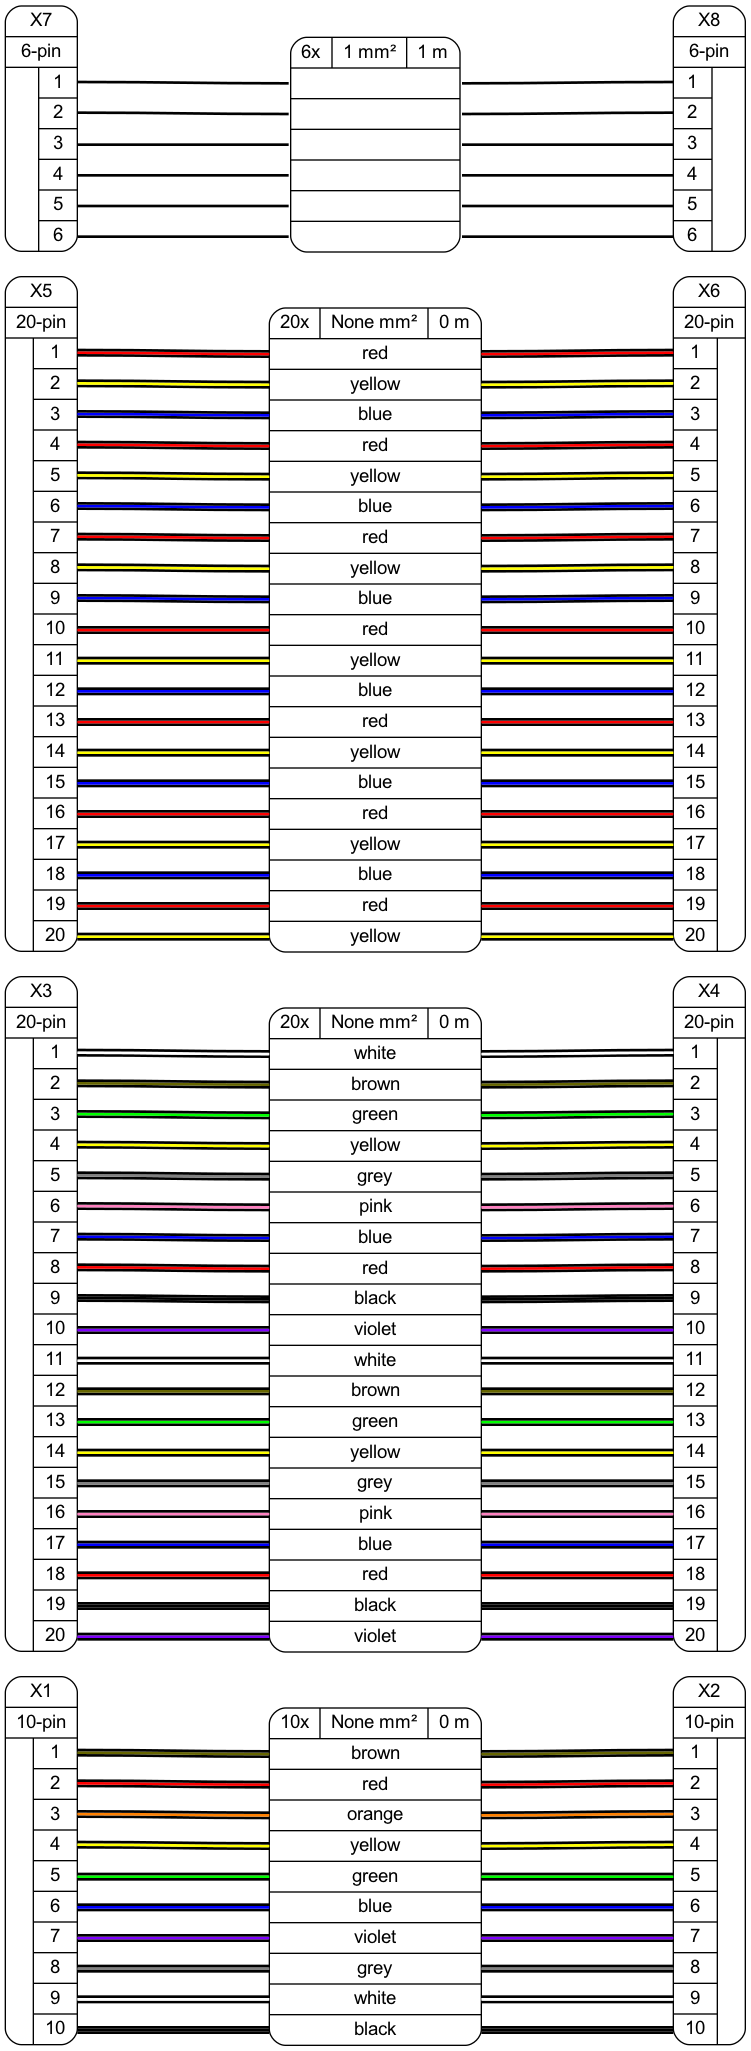 X7 X8
6-pin 6x 1 mm² 1 m 6-pin
1 1
2 2
3 3
4 4
5 5
6 6
X5 X6
20-pin 20x None mm² 0 m 20-pin
1 red 1
2 yellow 2
3 blue 3
4 red 4
5 yellow 5
6 blue 6
7 red 7
8 yellow 8
9 blue 9
10 red 10
11 yellow 11
12 blue 12
13 red 13
14 yellow 14
15 blue 15
16 red 16
17 yellow 17
18 blue 18
19 red 19
20 yellow 20
X3 X4
20-pin 20x None mm² 0 m 20-pin
1 white 1
2 brown 2
3 green 3
4 yellow 4
5 grey 5
6 pink 6
7 blue 7
8 red 8
9 black 9
10 violet 10
11 white 11
12 brown 12
13 green 13
14 yellow 14
15 grey 15
16 pink 16
17 blue 17
18 red 18
19 black 19
20 violet 20
X1 X2
10-pin 10x None mm² 0 m 10-pin
1 brown 1
2 red 2
3 orange 3
4 yellow 4
5 green 5
6 blue 6
7 violet 7
8 grey 8
9 white 9
10 black 10